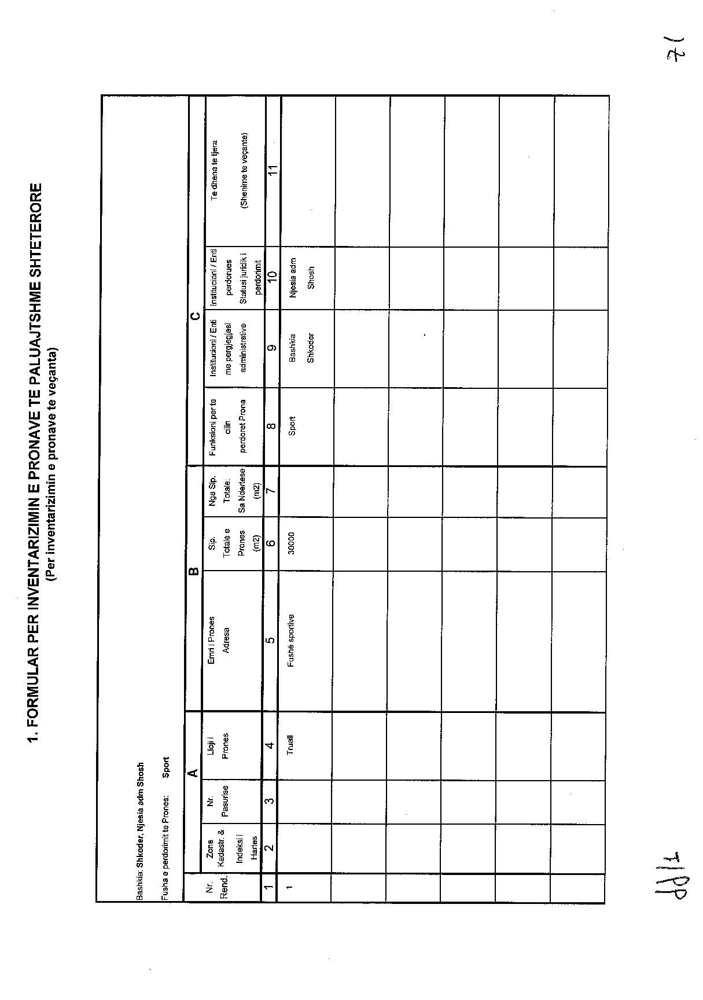 1. FORMULAR PER INVENTARIZIMIN E PRONAVE TE PALUAJTSHME SHTETERORE
(Per inventarizimin e pronave te veçanta)
Bashkia: Shkoder, Njesia adm Shosh
Fusha e perdorimit te Prones: Sport
A B C
Nr. Rend.
Zona Kadastr. & Indeksi i Hartes
Nr. Pasurise
Lloji i Prones
Emri i Prones Adresa
Sip. Totale e Prones (m2)
Nga Sip. Totale: Sa Ndertese (m2)
Funksioni per te cilin perdoret Prona
Institucioni / Enti me pergjegjesi administrative
Institucioni / Enti perdorues Statusi juridik i perdorimit
Te dhena te tjera (Shenime te veçanta)
1 2 3 4 5 6 7 8 9 10 11
1 Truall Fushë sportive 30000 Sport Bashkia Shkoder Njesia adm Shosh